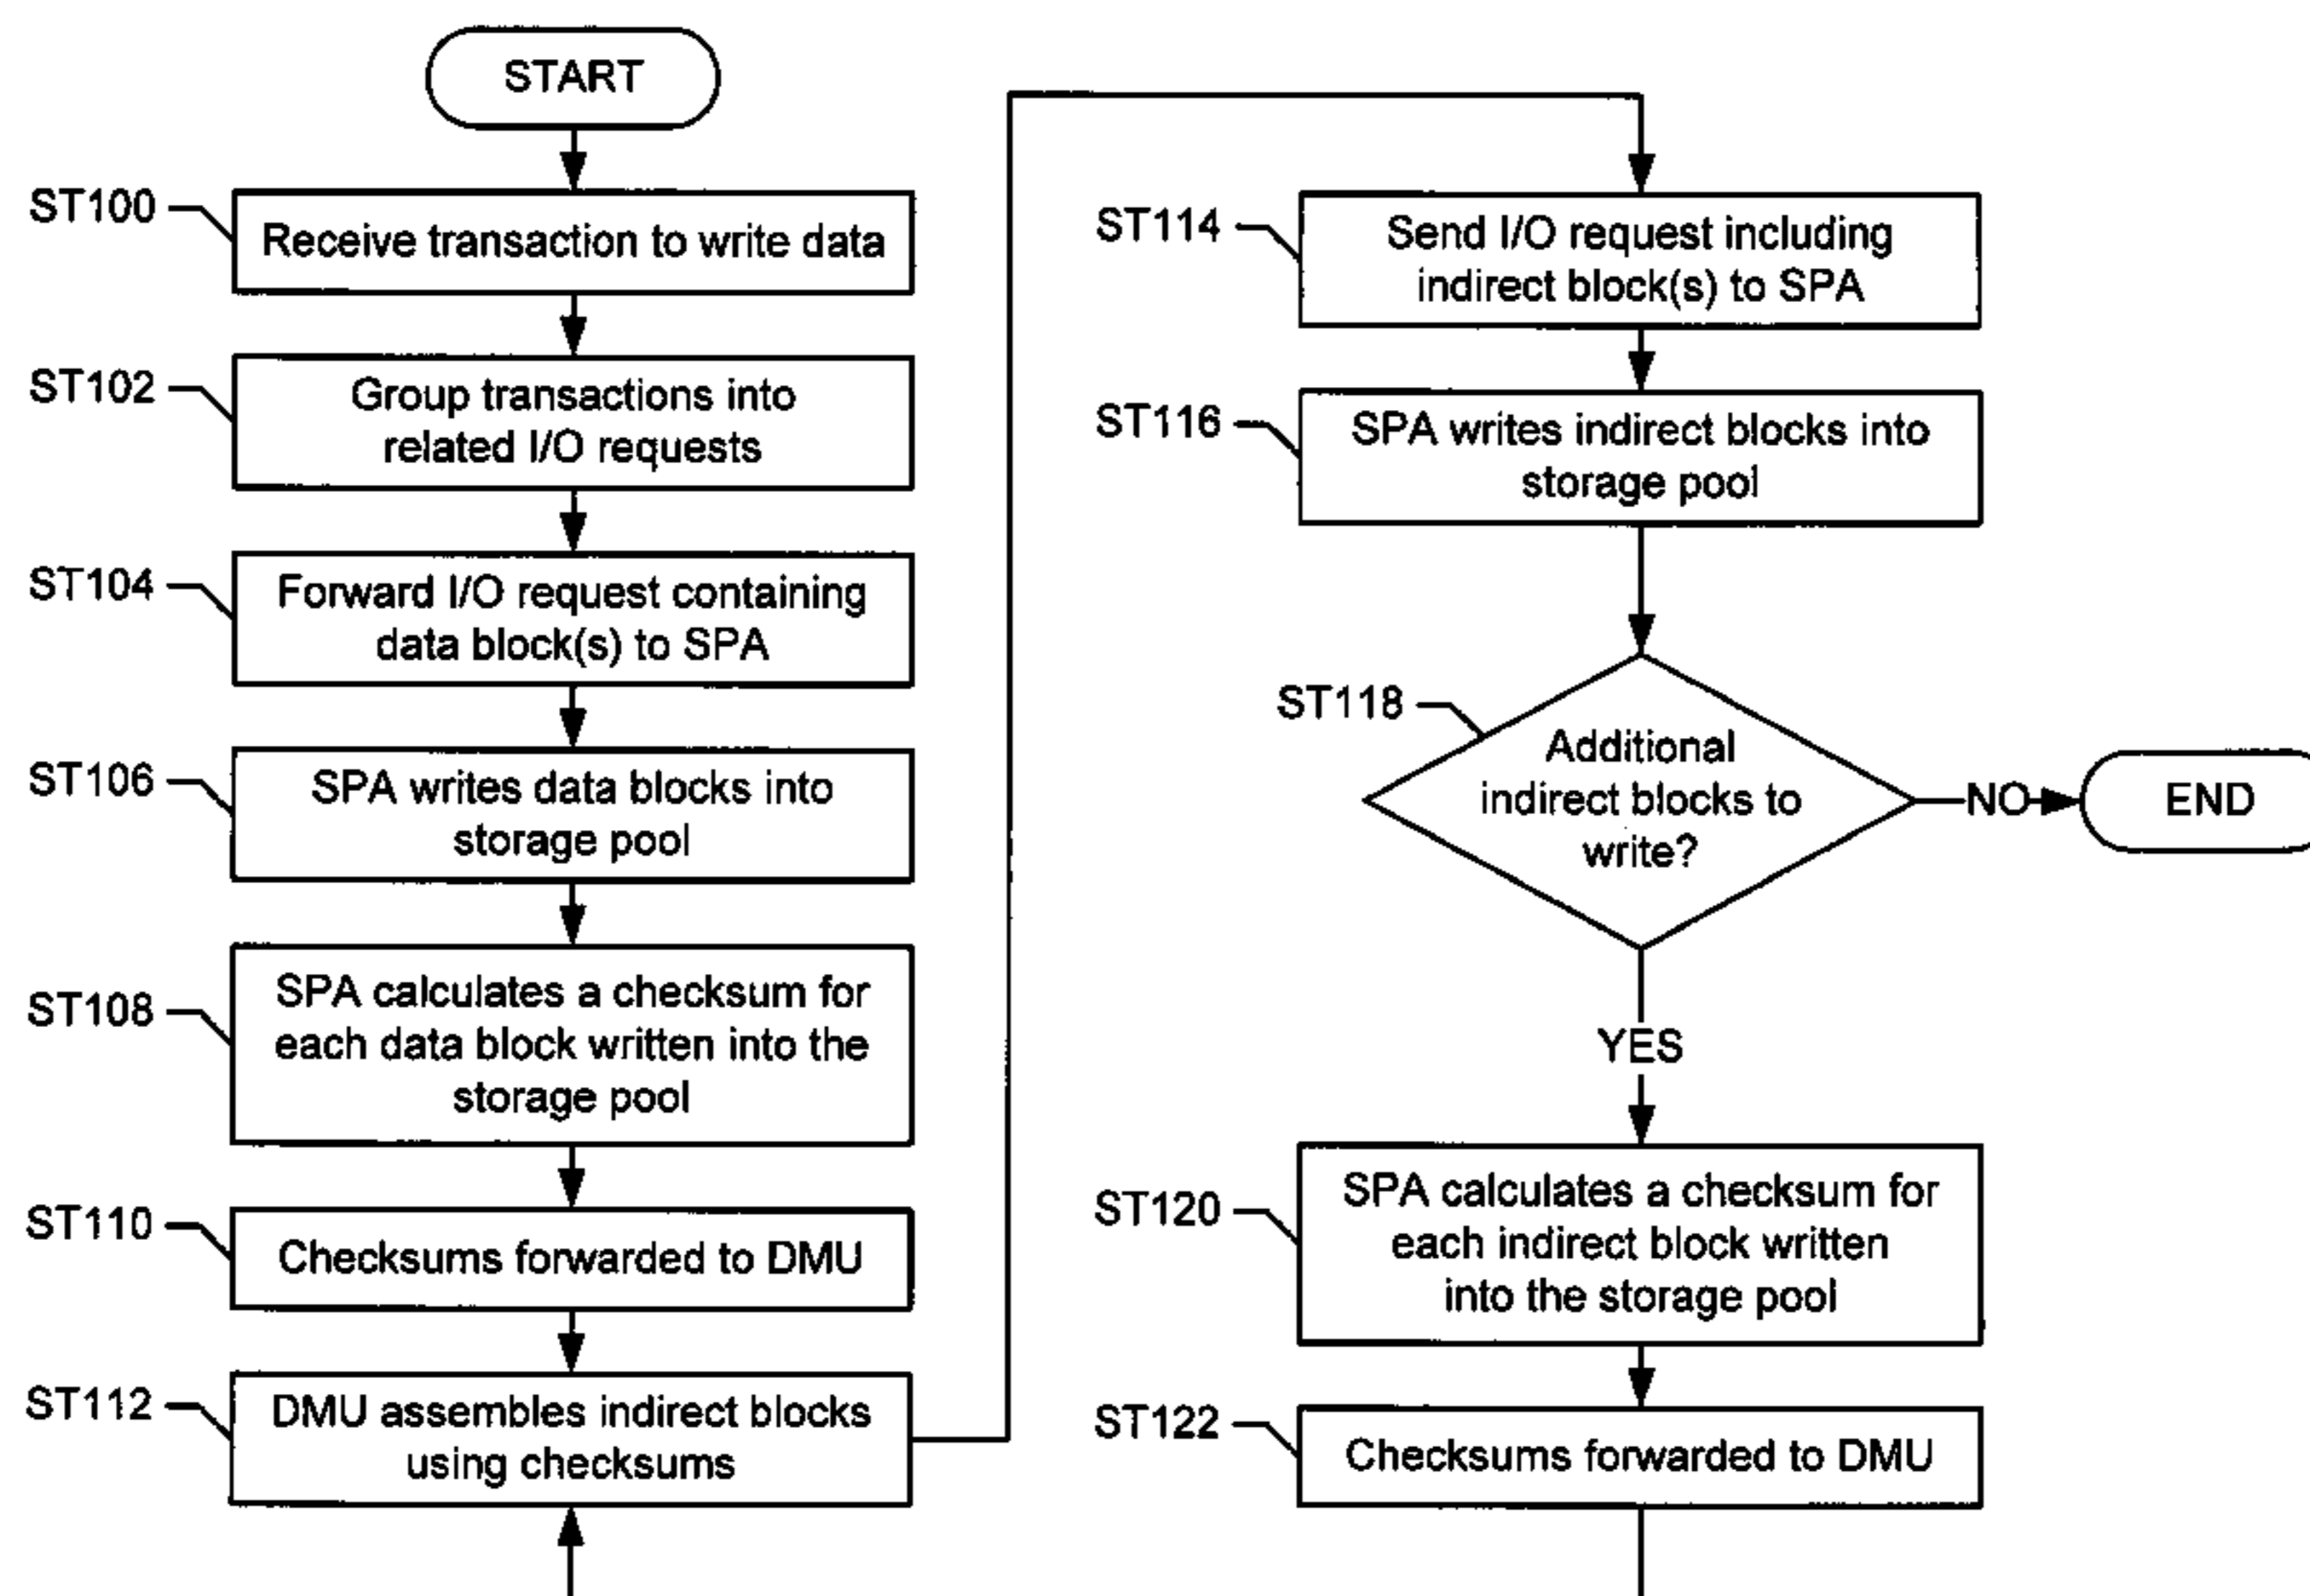 START
ST100
Receive transaction to write data
ST102
Group transactions into
related I/O requests
ST104
Forward I/O request containing
data block(s) to SPA
ST106
SPA writes data blocks into
storage pool
ST108
SPA calculates a checksum for
each data block written into the
storage pool
ST110
Checksums forwarded to DMU
ST112
DMU assembles indirect blocks
using checksums
ST114
Send I/O request including
indirect block(s) to SPA
ST116
SPA writes indirect blocks into
storage pool
ST118
Additional
indirect blocks to
write?
NO
END
YES
ST120
SPA calculates a checksum for
each indirect block written
into the storage pool
ST122
Checksums forwarded to DMU